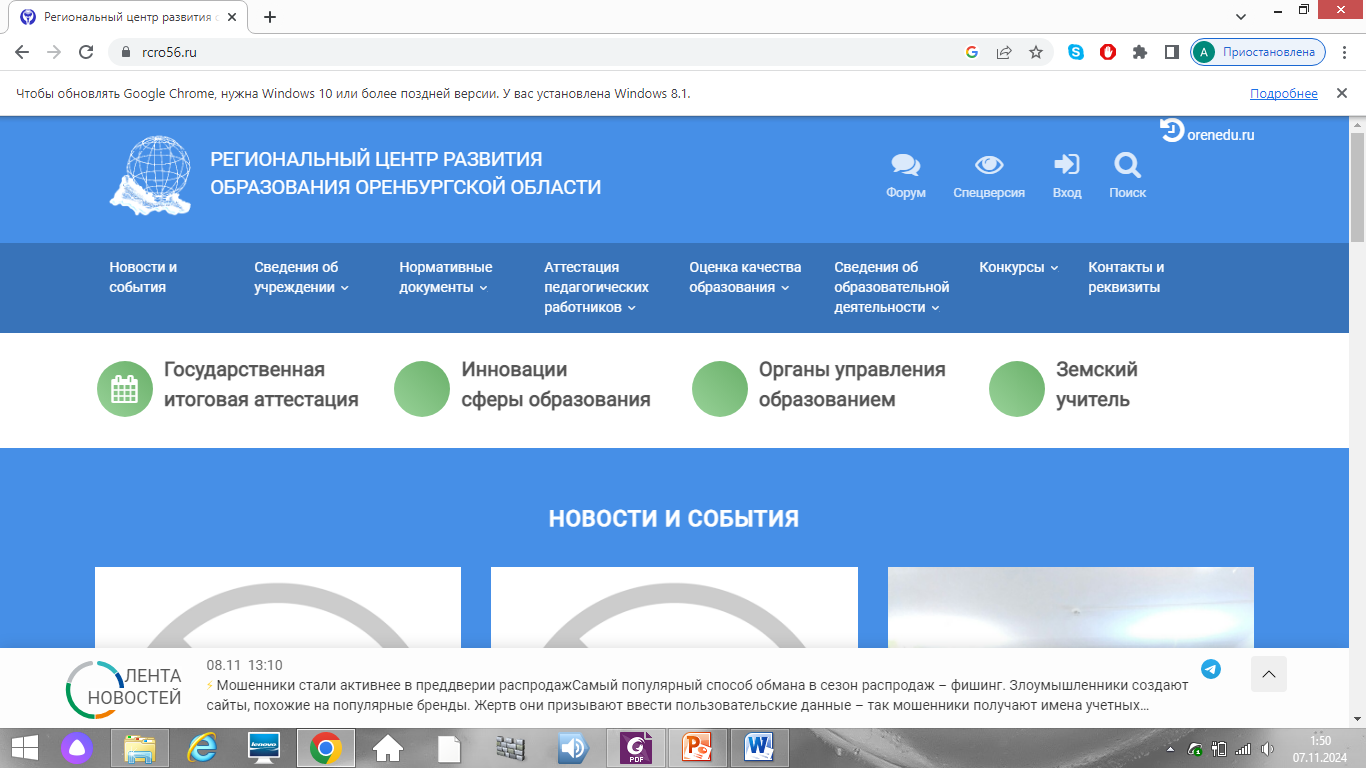 Региональный центр развития
rcro56.ru
A
Приостановлена
Чтобы обновлять Google Chrome, нужна Windows 10 или более поздней версии. У вас установлена Windows 8.1.
Подробнее
orenedu.ru
РЕГИОНАЛЬНЫЙ ЦЕНТР РАЗВИТИЯ
ОБРАЗОВАНИЯ ОРЕНБУРГСКОЙ ОБЛАСТИ
Форум
Спецверсия
Вход
Поиск
Новости и
события
Сведения об
учреждении
Нормативные
документы
Аттестация
педагогических
работников
Оценка качества
образования
Сведения об
образовательной
деятельности
Конкурсы
Контакты и
реквизиты
Государственная
итоговая аттестация
Инновации
сферы образования
Органы управления
образованием
Земский
учитель
НОВОСТИ И СОБЫТИЯ
ЛЕНТА
НОВОСТЕЙ
08.11 13:10
⚡Мошенники стали активнее в преддверии распродажСамый популярный способ обмана в сезон распродаж – фишинг. Злоумышленники создают
сайты, похожие на популярные бренды. Жертв они призывают ввести пользовательские данные – так мошенники получают имена учетных...
lenovo
PDF
1:50
07.11.2024